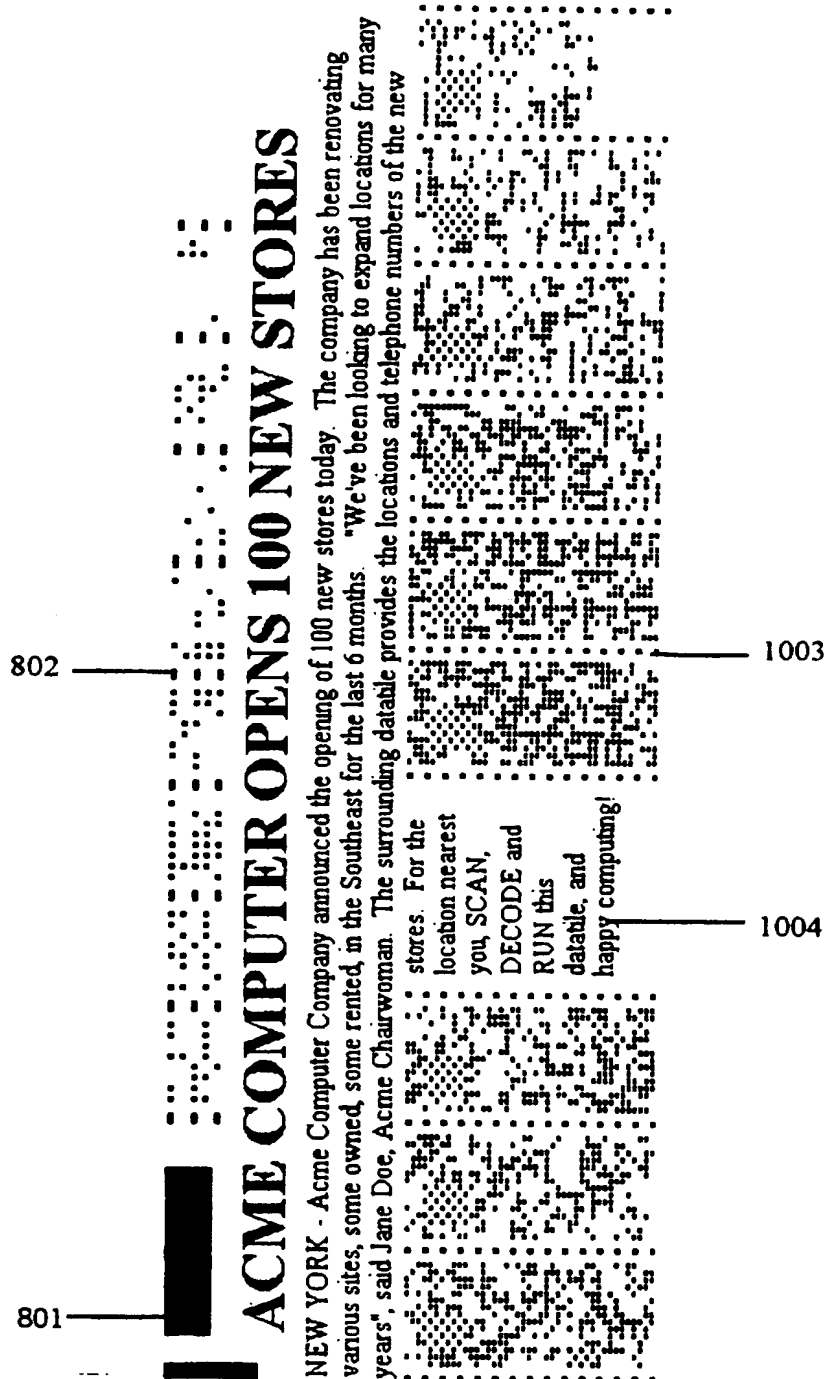 802
801
1003
1004
ACME COMPUTER OPENS 100 NEW STORES
NEW YORK - Acme Computer Company announced the opening of 100 new stores today. The company has been renovating
various sites, some owned, some rented, in the Southeast for the last 6 months. "We've been looking to expand locations for many
years", said Jane Doe, Acme Chairwoman. The surrounding datatile provides the locations and telephone numbers of the new
stores. For the
location nearest
you, SCAN,
DECODE and
RUN this
datatile, and
happy computing!